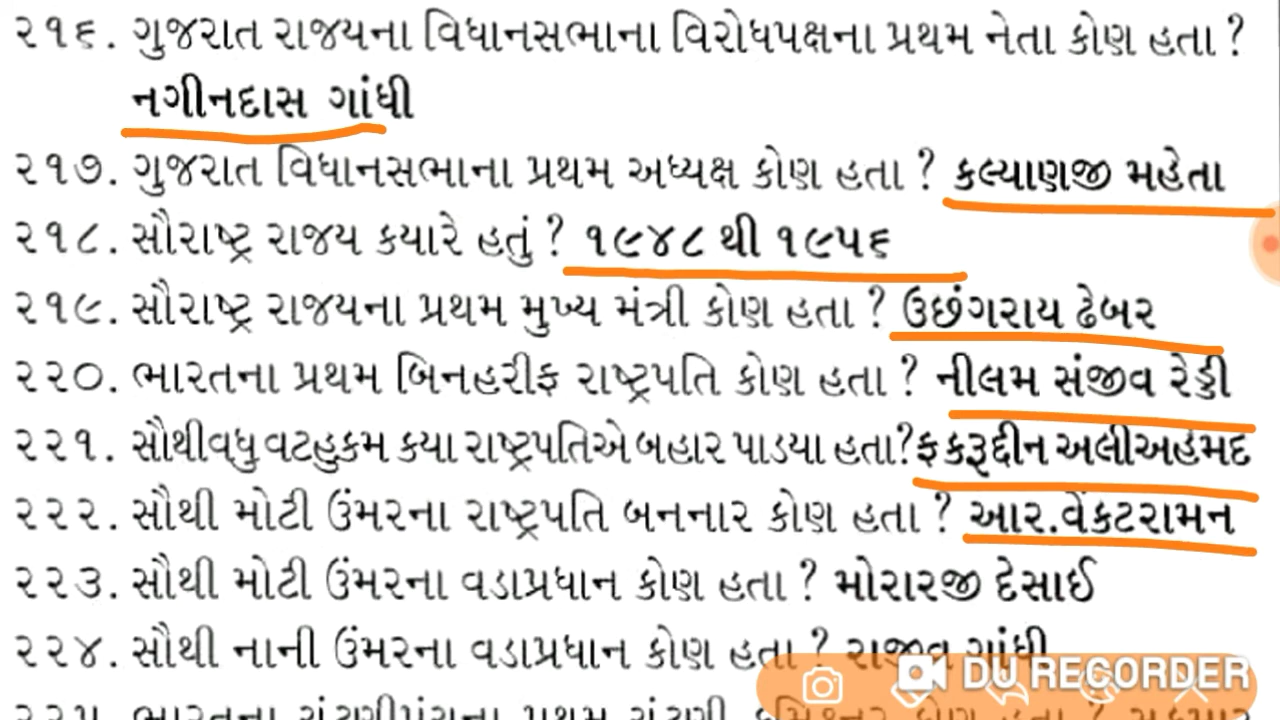 ૨૧૬. ગુજરાત રાજયના વિધાનસભાના વિરોધપક્ષના પ્રથમ નેતા કોણ હતા ?
નગીનદાસ ગાંધી
૨૧૭. ગુજરાત વિધાનસભાના પ્રથમ અધ્યક્ષ કોણ હતા ? કલ્યાણજી મહેતા
૨૧૮. સૌરાષ્ટ્ર રાજય કયારે હતું ? ૧૯૪૮ થી ૧૯૫૬
૨૧૯. સૌરાષ્ટ્ર રાજયના પ્રથમ મુખ્ય મંત્રી કોણ હતા ? ઉછંગરાય ઢેબર
૨૨૦. ભારતના પ્રથમ બિનહરીફ રાષ્ટ્રપતિ કોણ હતા ? નીલમ સંજીવ રેડ્ડી
૨૨૧. સૌથીવધુ વટહુકમ કયા રાષ્ટ્રપતિએ બહાર પાડયા હતા? ફકરૂદ્દીન અલીઅહંમદ
૨૨૨. સૌથી મોટી ઉંમરના રાષ્ટ્રપતિ બનનાર કોણ હતા ? આર.વેંકટરામન
૨૨૩. સૌથી મોટી ઉંમરના વડાપ્રધાન કોણ હતા ? મોરારજી દેસાઈ
૨૨૪. સૌથી નાની ઉંમરના વડાપ્રધાન કોણ હતા ? રાજીવ ગાંધી
DU RECORDER